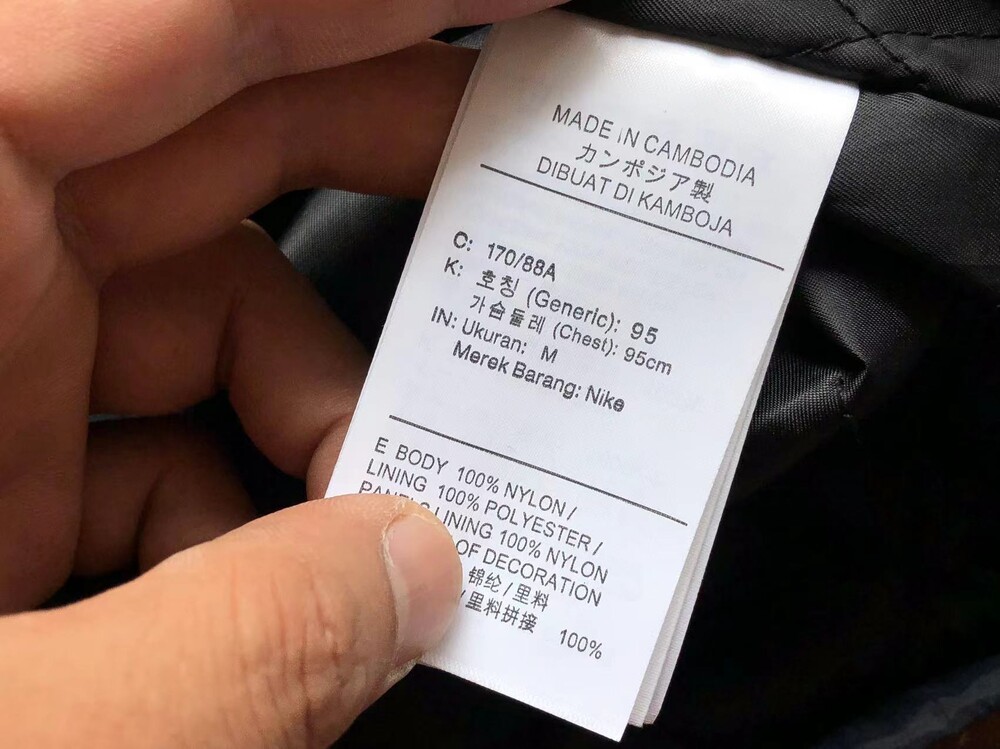 MADE IN CAMBODIA
カンボジア製
DIBUAT DI KAMBOJA
C: 170/88A
K: 호칭 (Generic): 95
가슴둘레 (Chest): 95cm
IN: Ukuran: M
Merek Barang: Nike
E BODY 100% NYLON /
LINING 100% POLYESTER /
LINING 100% NYLON
OF DECORATION
锦纶 / 里料
/ 里料拼接 100%